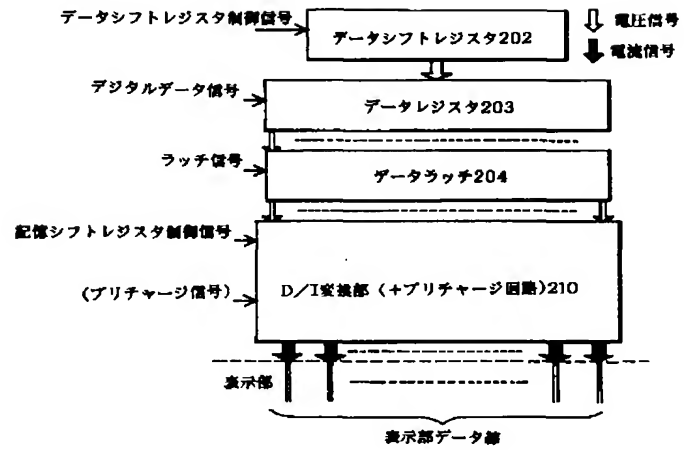 データシフトレジスタ制御信号
データシフトレジスタ202
電圧信号
電流信号
デジタルデータ信号
データレジスタ203
ラッチ信号
データラッチ204
記憶シフトレジスタ制御信号
(プリチャージ信号)
D/I変換部(+プリチャージ回路)210
表示部
表示部データ線